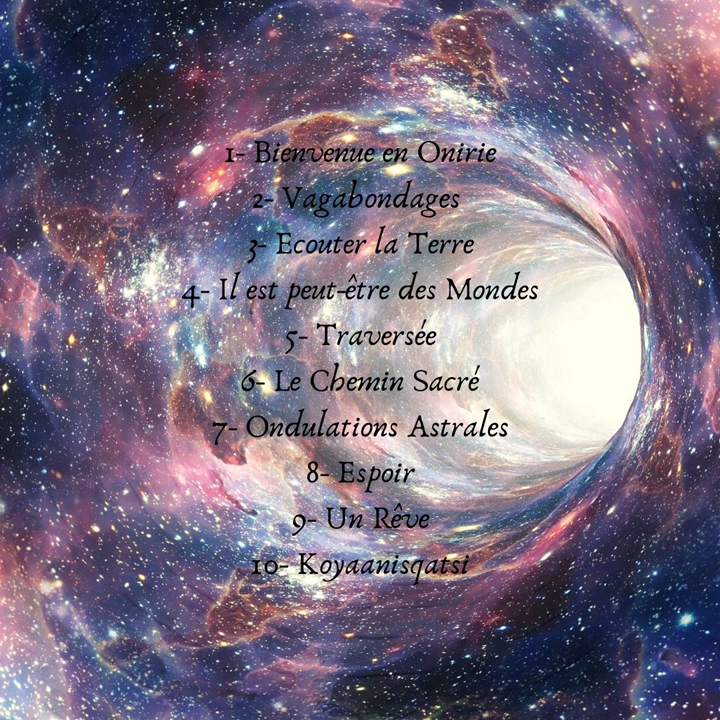 1- Bienvenue en Onirie
2- Vagabondages
3- Ecouter la Terre
4- Il est peut-être des Mondes
5- Traversée
6- Le Chemin Sacré
7- Ondulations Astrales
8- Espoir
9- Un Rêve
10- Koyaanisqatsi